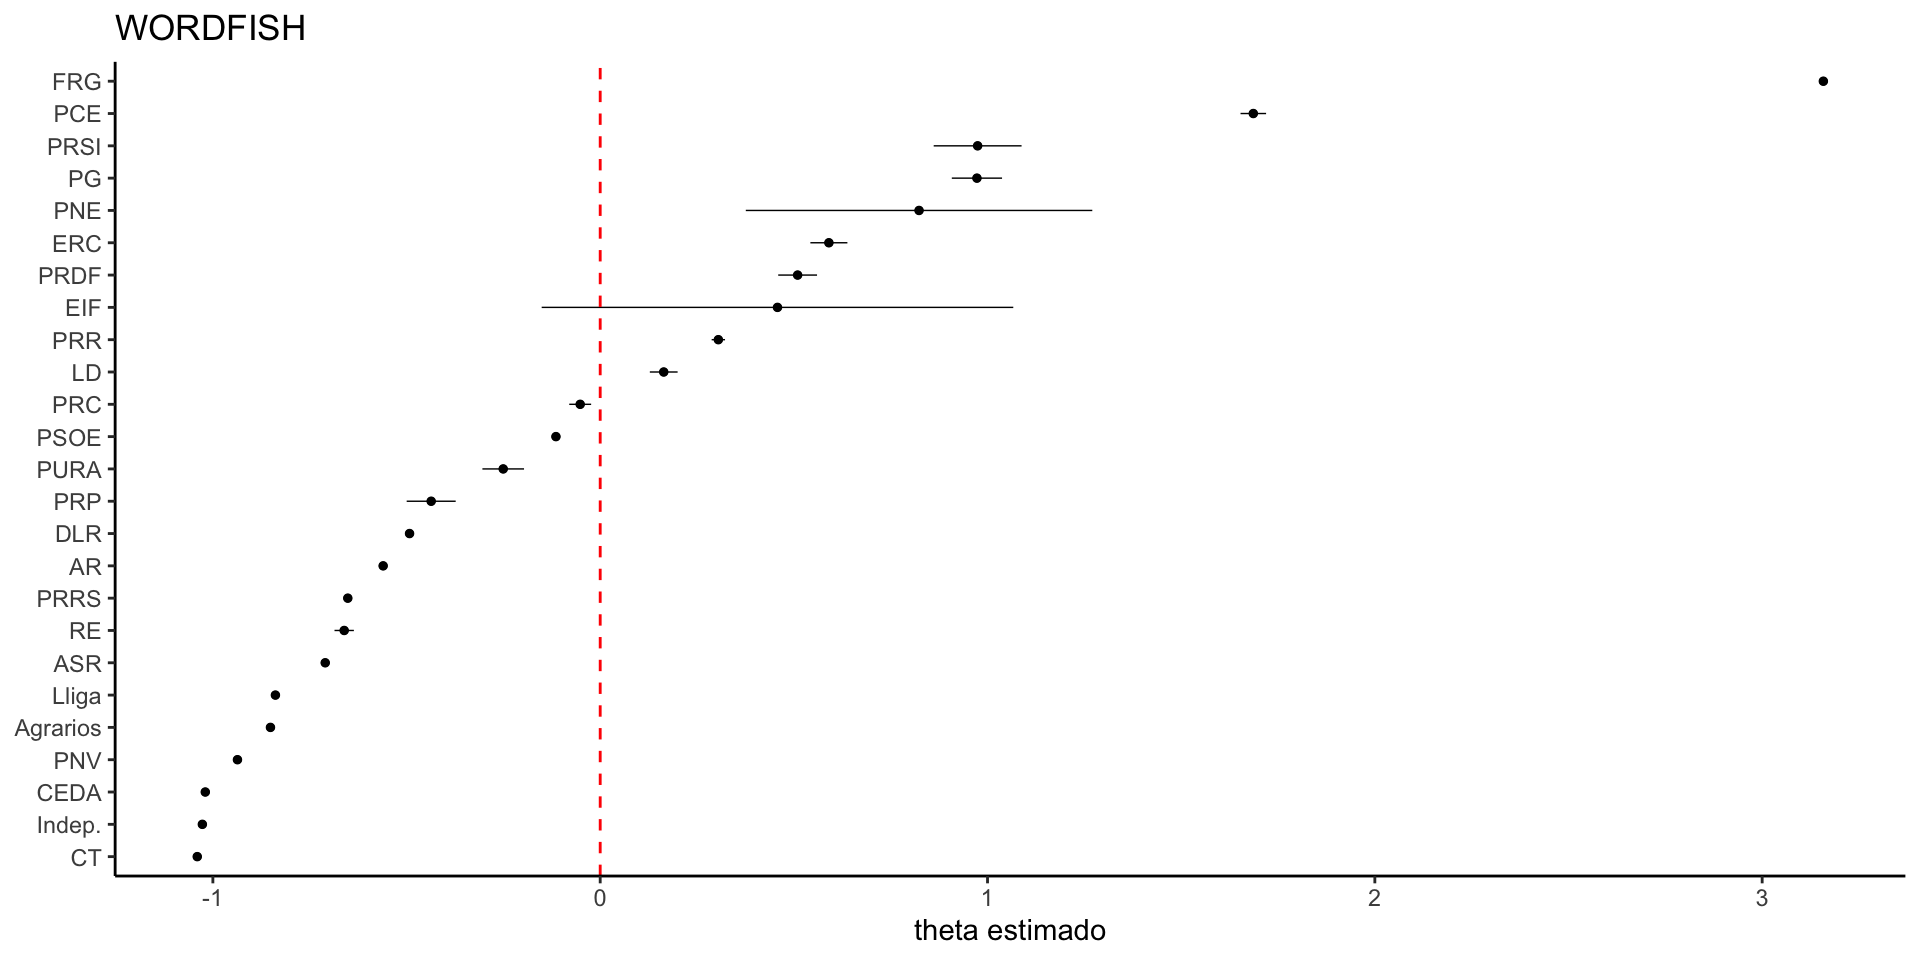 WORDFISH
FRG
PCE
PRSI
PG
PNE
ERC
PRDF
EIF
PRR
LD
PRC
PSOE
PURA
PRP
DLR
AR
PRRS
RE
ASR
Lliga
Agrarios
PNV
CEDA
Indep.
CT
-1 0 1 2 3
theta estimado